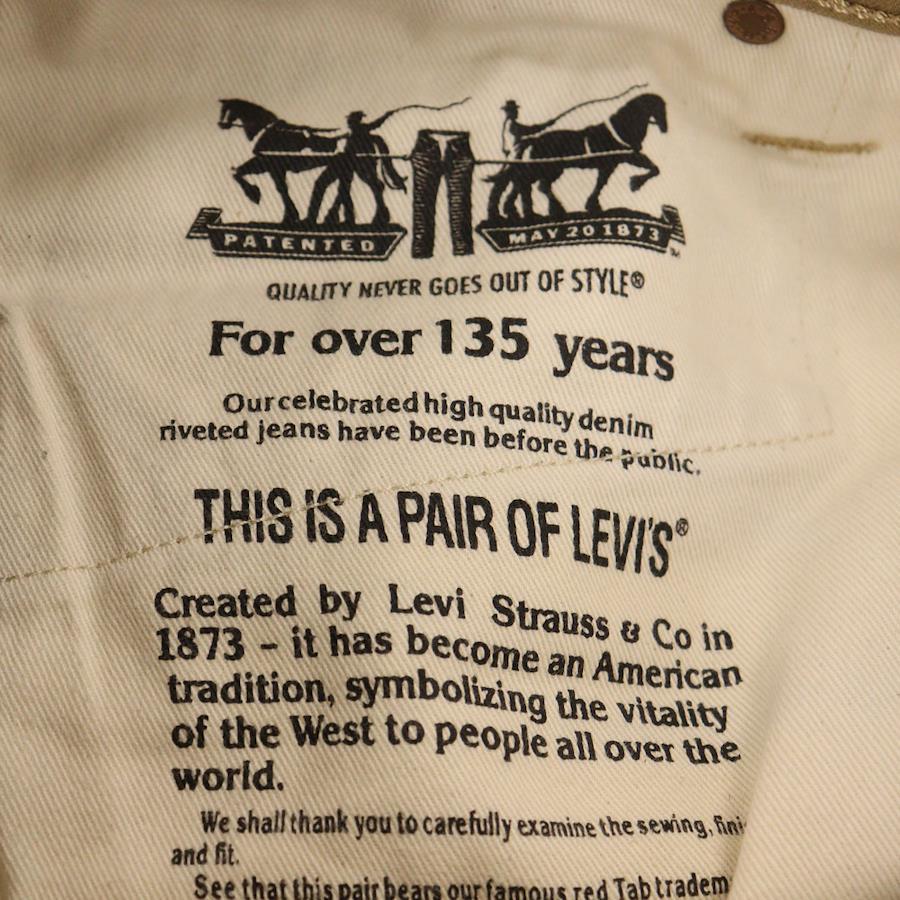 PATENTED
MAY 20 1873
TM
QUALITY NEVER GOES OUT OF STYLE®
For over 135 years
Our celebrated high quality denim
riveted jeans have been before the public.
THIS IS A PAIR OF LEVI'S®
Created by Levi Strauss & Co in
1873 - it has become an American
tradition, symbolizing the vitality
of the West to people all over the
world.
We shall thank you to carefully examine the sewing, fini
and fit.
See that this pair bears our famous red Tab tradem